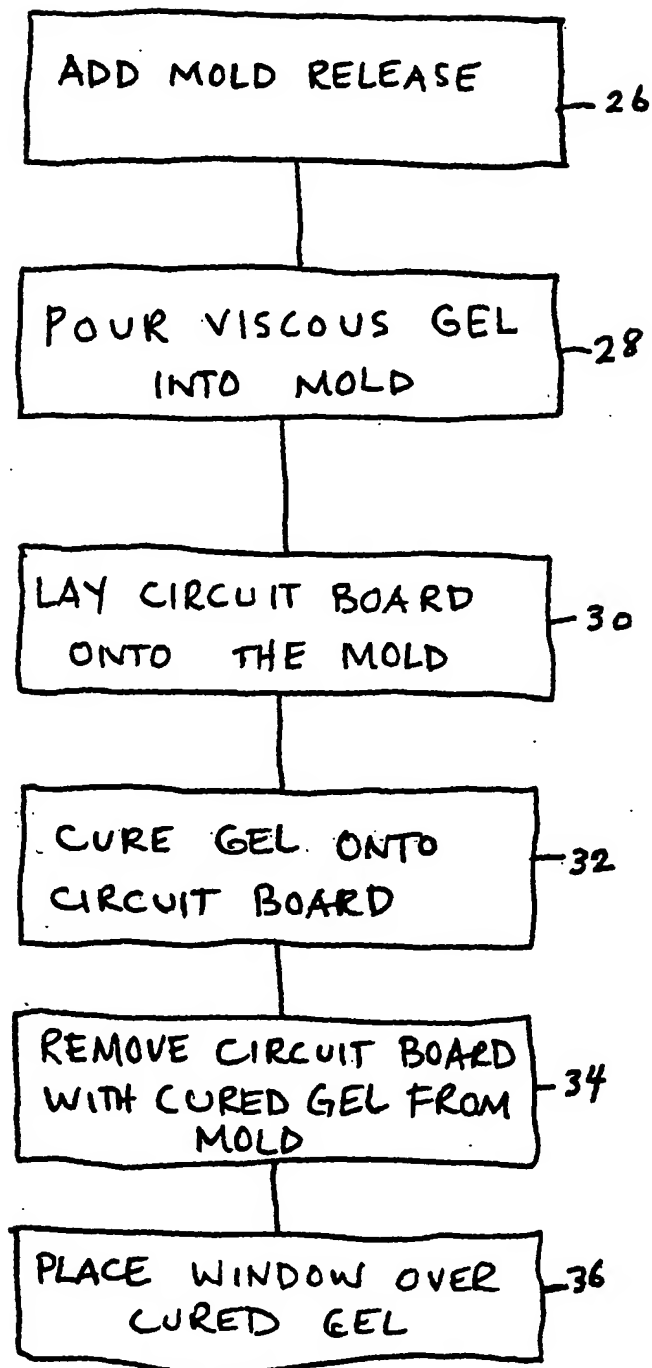 ADD MOLD RELEASE
26
POUR VISCOUS GEL
INTO MOLD
28
LAY CIRCUIT BOARD
ONTO THE MOLD
30
CURE GEL ONTO
CIRCUIT BOARD
32
REMOVE CIRCUIT BOARD
WITH CURED GEL FROM
MOLD
34
PLACE WINDOW OVER
CURED GEL
36